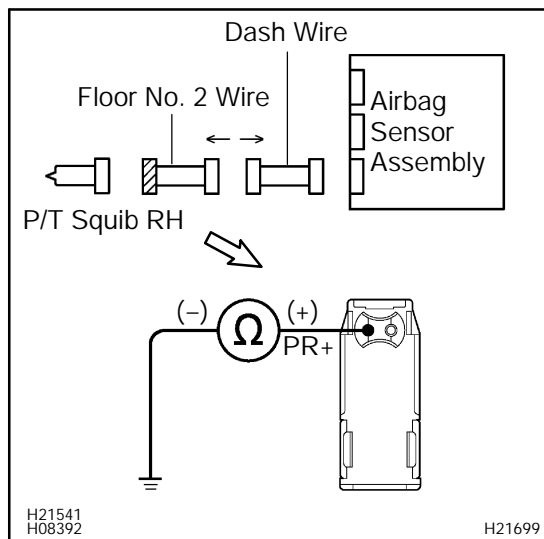 Dash Wire
Floor No. 2 Wire
Airbag
Sensor
Assembly
P/T Squib RH
(−) Ω (+)
PR+
H21541
H08392
H21699